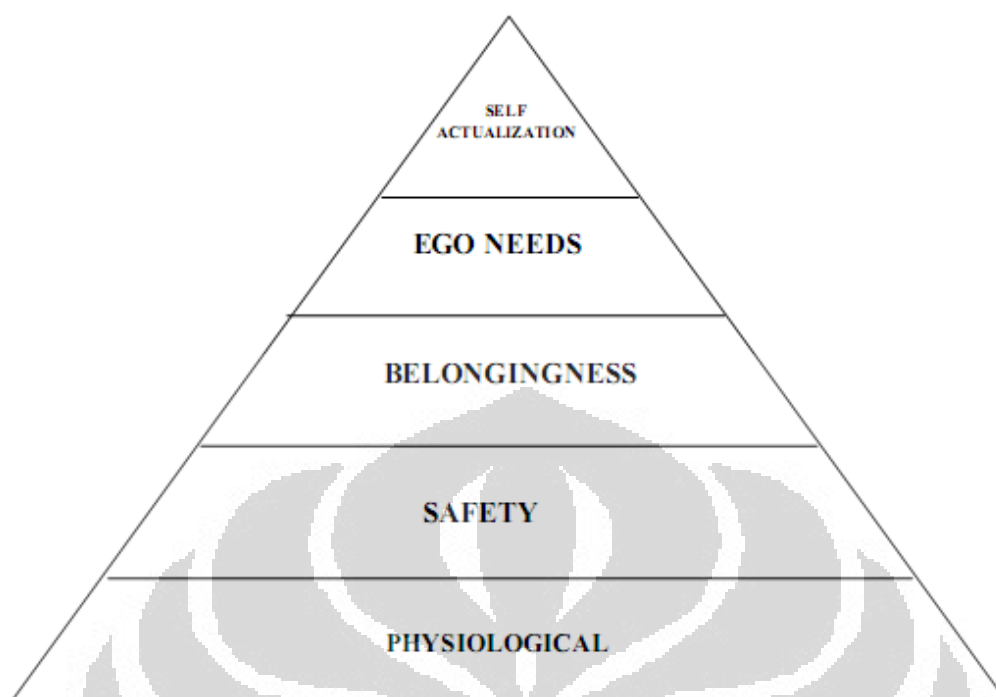 SELF
ACTUALIZATION
EGO NEEDS
BELONGINGNESS
SAFETY
PHYSIOLOGICAL